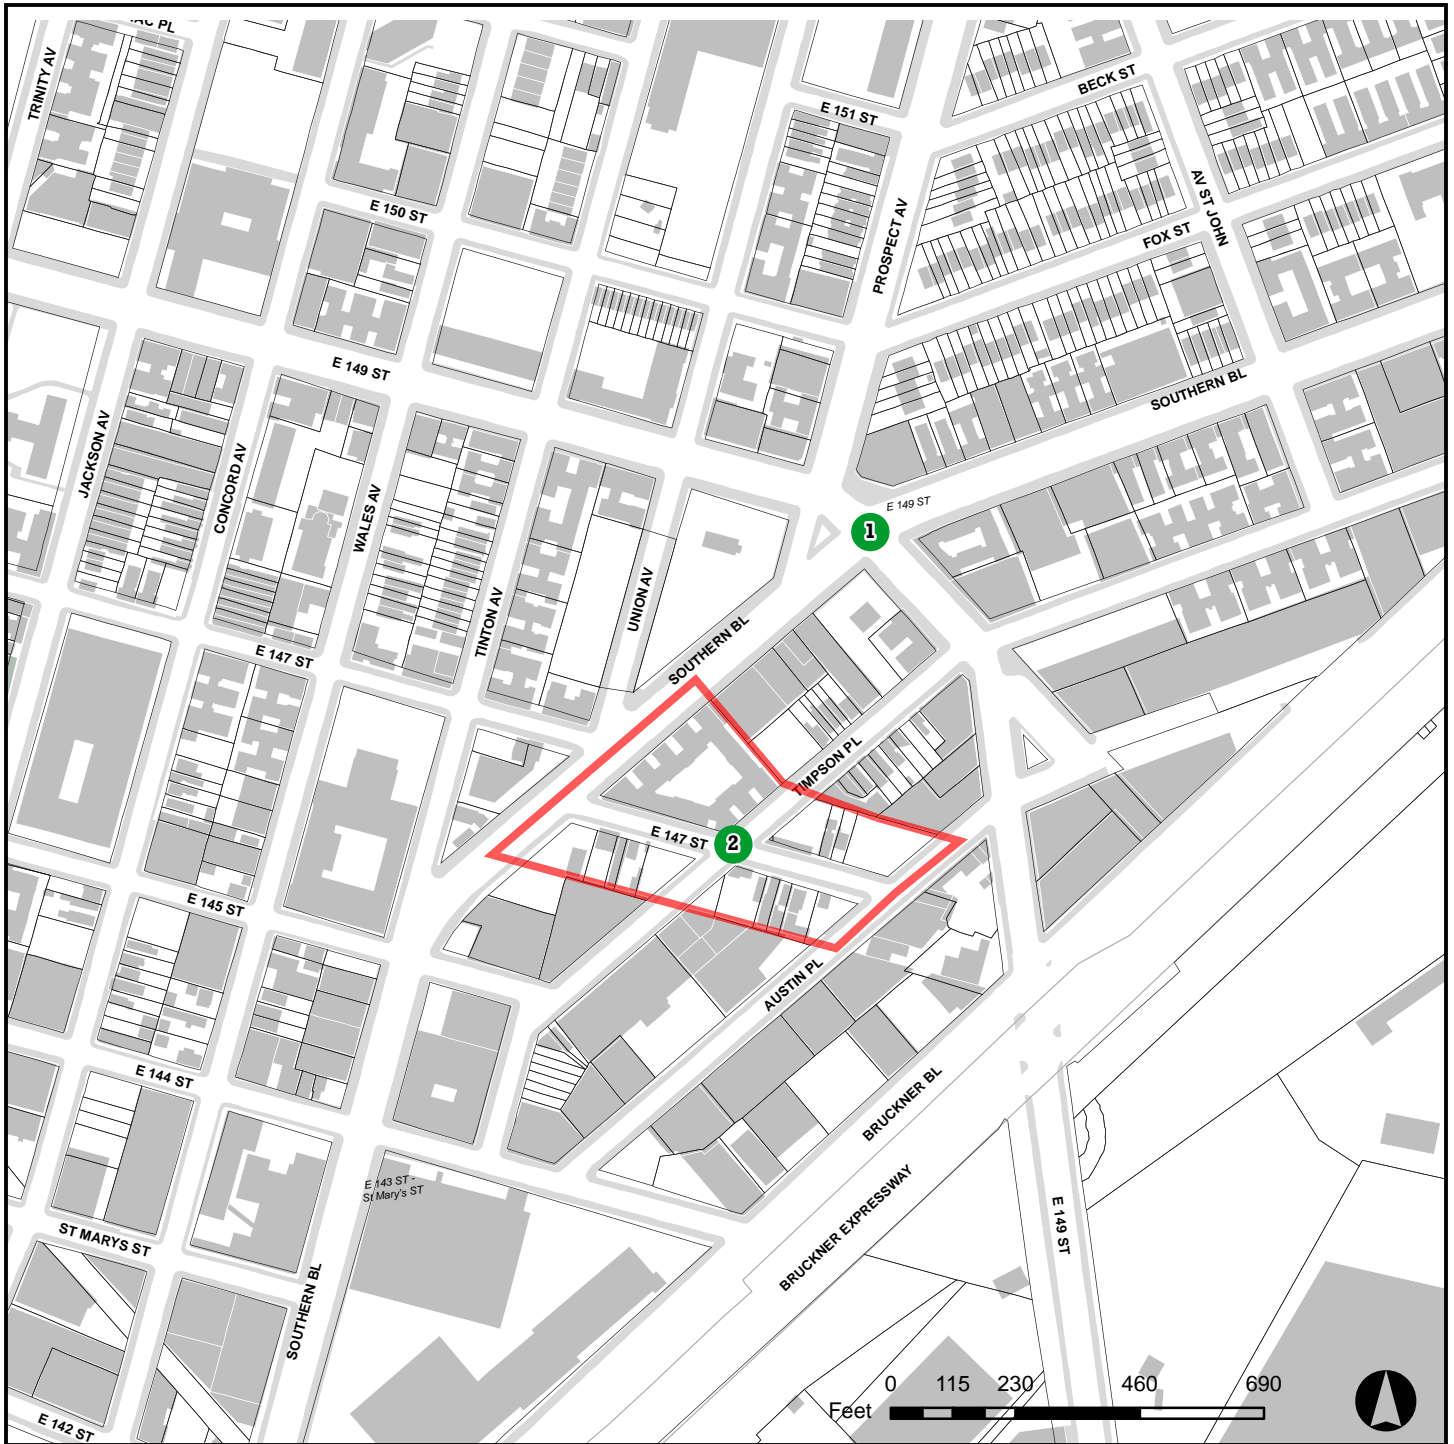 AC PL
TRINITY AV
BECK ST
E 151 ST
AV ST JOHN
E 150 ST
PROSPECT AV
FOX ST
E 149 ST
SOUTHERN BL
JACKSON AV
CONCORD AV
WALES AV
E 149 ST
1
TINTON AV
UNION AV
SOUTHERN BL
E 147 ST
TIMPSON PL
E 147 ST
2
E 145 ST
AUSTIN PL
E 144 ST
BRUCKNER BL
E 143 ST -
St Mary's ST
BRUCKNER EXPRESSWAY
E 149 ST
ST MARYS ST
SOUTHERN BL
0 115 230 460 690
Feet
E 142 ST